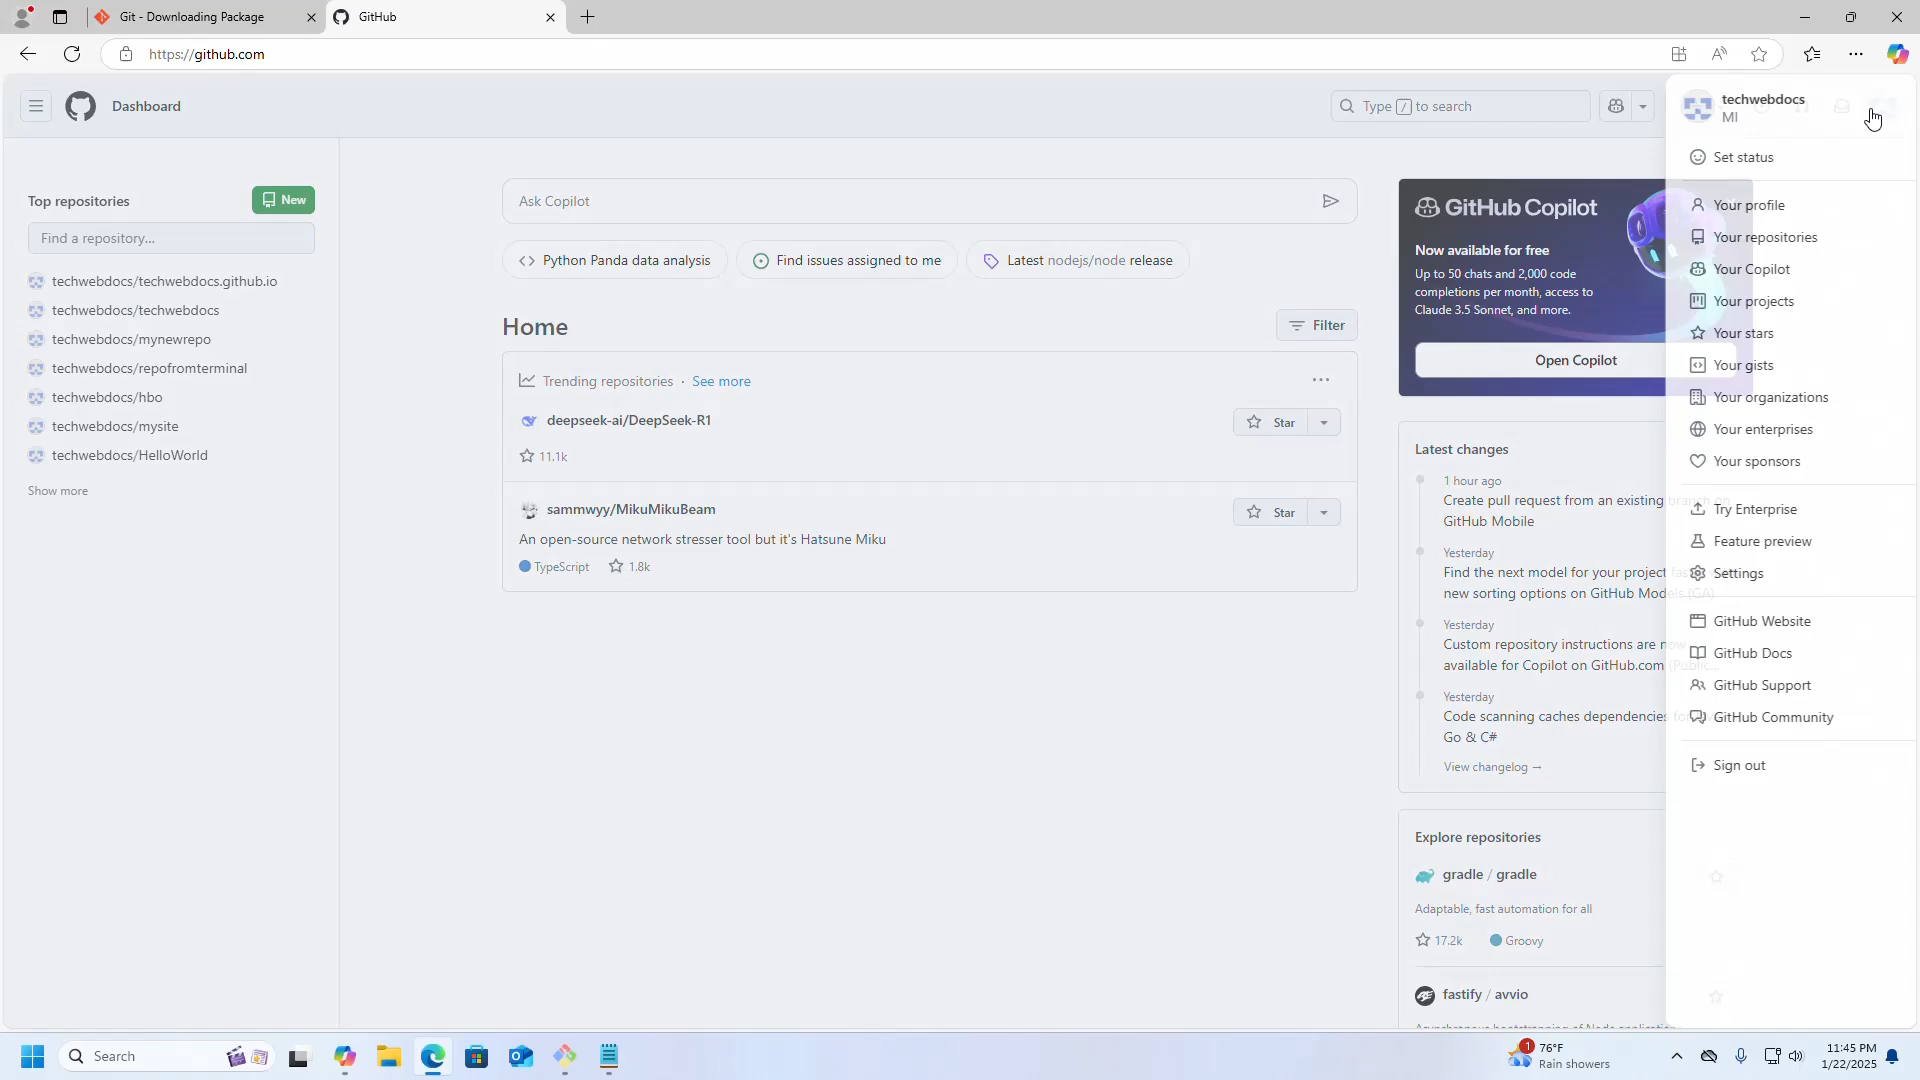 Git - Downloading Package
GitHub
https://github.com
Dashboard
Type / to search
techwebdocs
MI
Set status
Your profile
Your repositories
Your Copilot
Your projects
Your stars
Your gists
Your organizations
Your enterprises
Your sponsors
Try Enterprise
Feature preview
Settings
GitHub Website
GitHub Docs
GitHub Support
GitHub Community
Sign out
Top repositories
New
Find a repository...
techwebdocs/techwebdocs.github.io
techwebdocs/techwebdocs
techwebdocs/mynewrepo
techwebdocs/repofromterminal
techwebdocs/hbo
techwebdocs/mysite
techwebdocs/HelloWorld
Show more
Ask Copilot
Python Panda data analysis
Find issues assigned to me
Latest nodejs/node release
Home
Filter
Trending repositories · See more
deepseek-ai/DeepSeek-R1
Star
11.1k
sammwyy/MikuMikuBeam
Star
An open-source network stresser tool but it's Hatsune Miku
TypeScript
1.8k
GitHub Copilot
Now available for free
Up to 50 chats and 2,000 code
completions per month, access to
Claude 3.5 Sonnet, and more.
Open Copilot
Latest changes
1 hour ago
Create pull request from an existing branch on
GitHub Mobile
Yesterday
Find the next model for your project
new sorting options on GitHub Models (GA)
Yesterday
Custom repository instructions are now
available for Copilot on GitHub.com (Public...
Yesterday
Code scanning caches dependencies for
Go & C#
View changelog →
Explore repositories
gradle / gradle
Adaptable, fast automation for all
17.2k
Groovy
fastify / avvio
Search
1
76°F
Rain showers
11:45 PM
1/22/2025